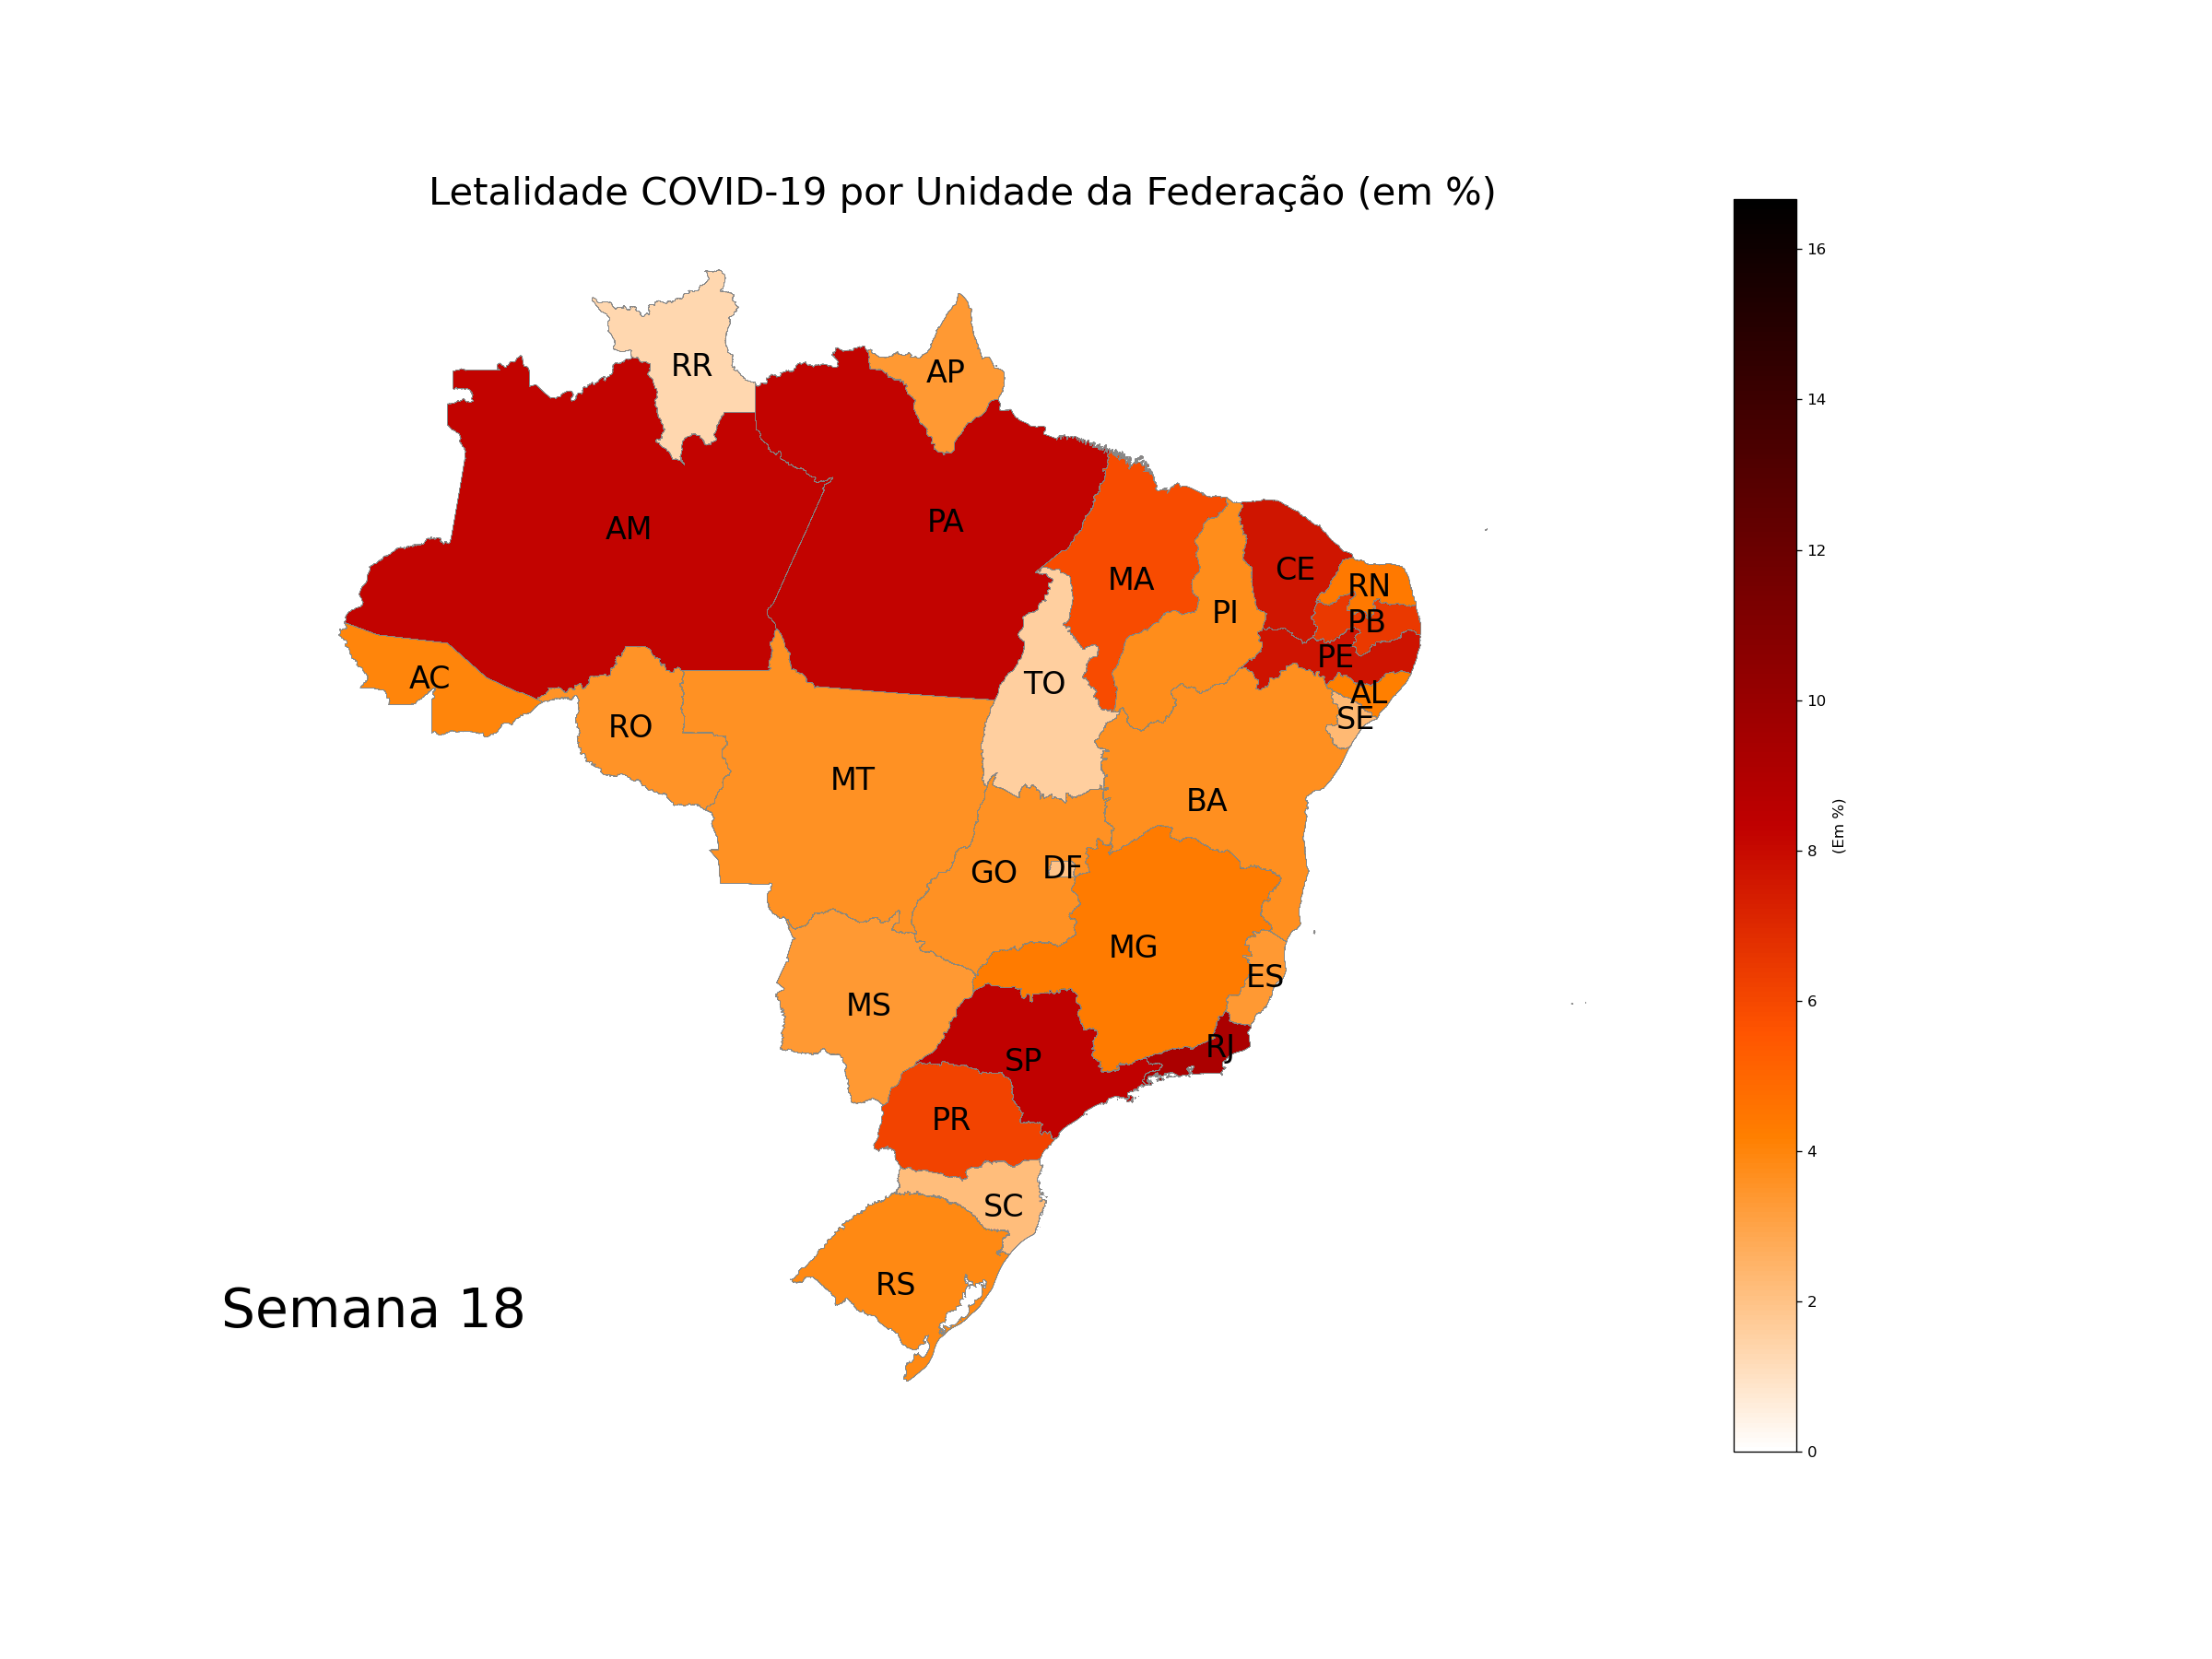 Letalidade COVID-19 por Unidade da Federação (em %)
16
14
12
10
8
6
4
2
0
(Em %)
RR
AP
AM
PA
MA
CE
RN
PI
PB
PE
AC
TO
AL
SE
RO
MT
BA
GO
DF
MG
ES
MS
RJ
SP
PR
SC
RS
Semana 18